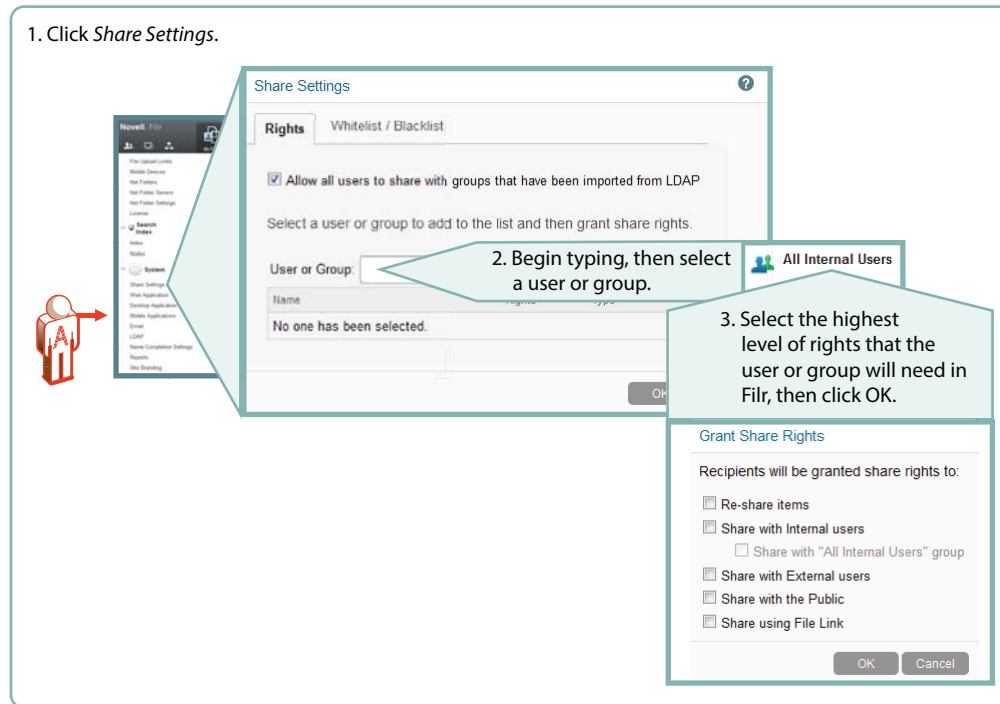 1. Click Share Settings.
Novell Filr
File Upload Limits
Mobile Devices
Net Folders
Net Folder Servers
Net Folder Settings
License
Search Index
Index
Nodes
System
Share Settings
Web Application
Desktop Application
Mobile Applications
Email
LDAP
Name Completion Settings
Reports
Site Branding
Share Settings
?
Rights
Whitelist / Blacklist
Allow all users to share with groups that have been imported from LDAP
Select a user or group to add to the list and then grant share rights.
User or Group:
Name
No one has been selected.
OK
2. Begin typing, then select
a user or group.
All Internal Users
3. Select the highest
level of rights that the
user or group will need in
Filr, then click OK.
A
Grant Share Rights
Recipients will be granted share rights to:
Re-share items
Share with Internal users
Share with "All Internal Users" group
Share with External users
Share with the Public
Share using File Link
OK
Cancel